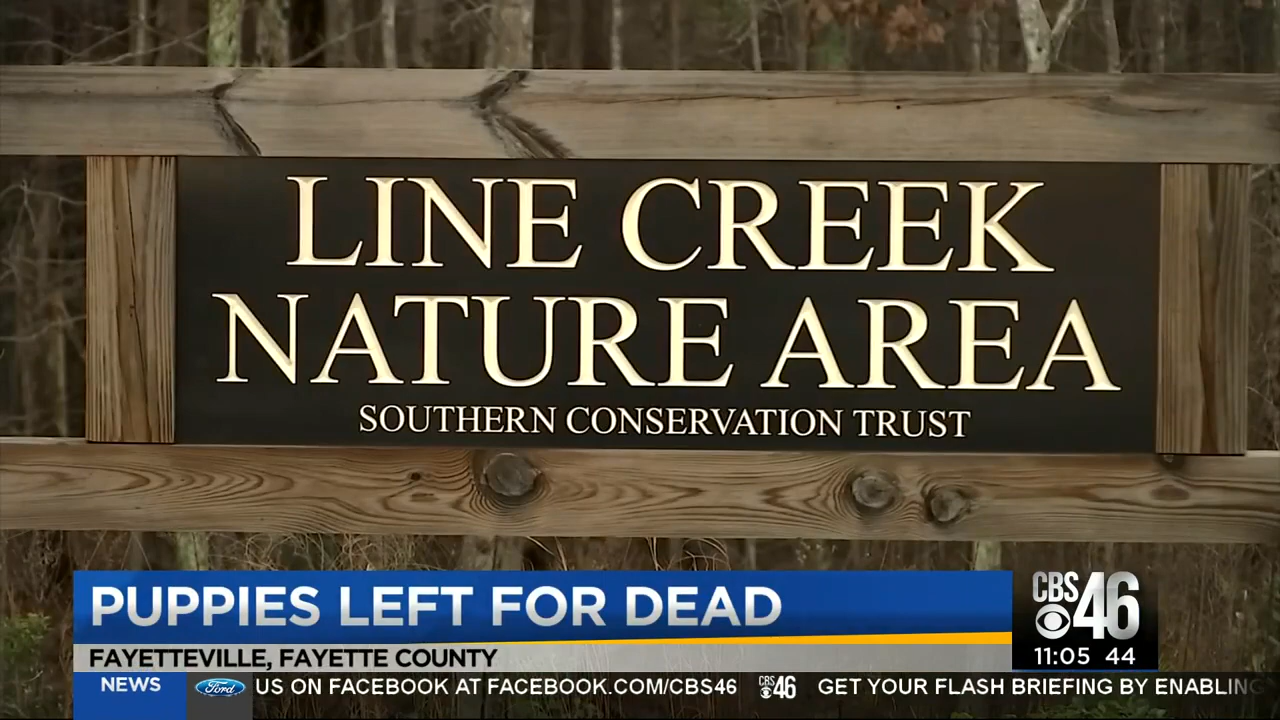 LINE CREEK
NATURE AREA
SOUTHERN CONSERVATION TRUST
PUPPIES LEFT FOR DEAD
FAYETTEVILLE, FAYETTE COUNTY
CBS 46
11:05 44
NEWS Ford US ON FACEBOOK AT FACEBOOK.COM/CBS46 CBS 46 GET YOUR FLASH BRIEFING BY ENABLING